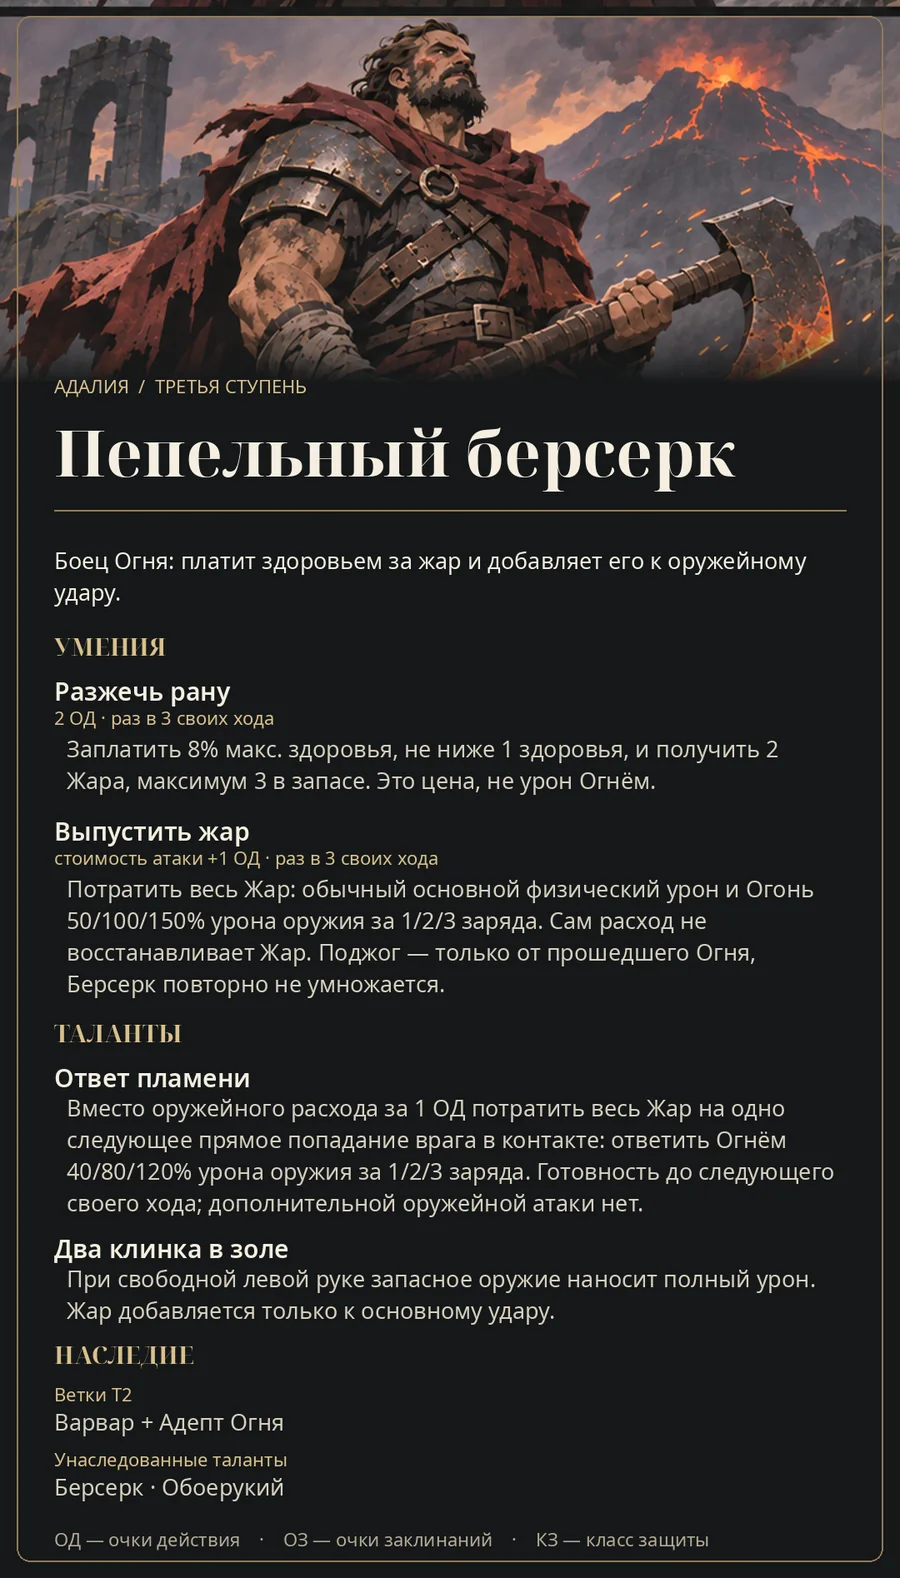 АДАЛИЯ / ТРЕТЬЯ СТУПЕНЬ
Пепельный берсерк
Боец Огня: платит здоровьем за жар и добавляет его к оружейному
удару.
УМЕНИЯ
Разжечь рану
2 ОД · раз в 3 своих хода
Заплатить 8% макс. здоровья, не ниже 1 здоровья, и получить 2
Жара, максимум 3 в запасе. Это цена, не урон Огнём.
Выпустить жар
стоимость атаки +1 ОД · раз в 3 своих хода
Потратить весь Жар: обычный основной физический урон и Огонь
50/100/150% урона оружия за 1/2/3 заряда. Сам расход не
восстанавливает Жар. Поджог — только от прошедшего Огня,
Берсерк повторно не умножается.
ТАЛАНТЫ
Ответ пламени
Вместо оружейного расхода за 1 ОД потратить весь Жар на одно
следующее прямое попадание врага в контакте: ответить Огнём
40/80/120% урона оружия за 1/2/3 заряда. Готовность до следующего
своего хода; дополнительной оружейной атаки нет.
Два клинка в золе
При свободной левой руке запасное оружие наносит полный урон.
Жар добавляется только к основному удару.
НАСЛЕДИЕ
Ветки Т2
Варвар + Адепт Огня
Унаследованные таланты
Берсерк · Обоерукий
ОД — очки действия · ОЗ — очки заклинаний · КЗ — класс защиты